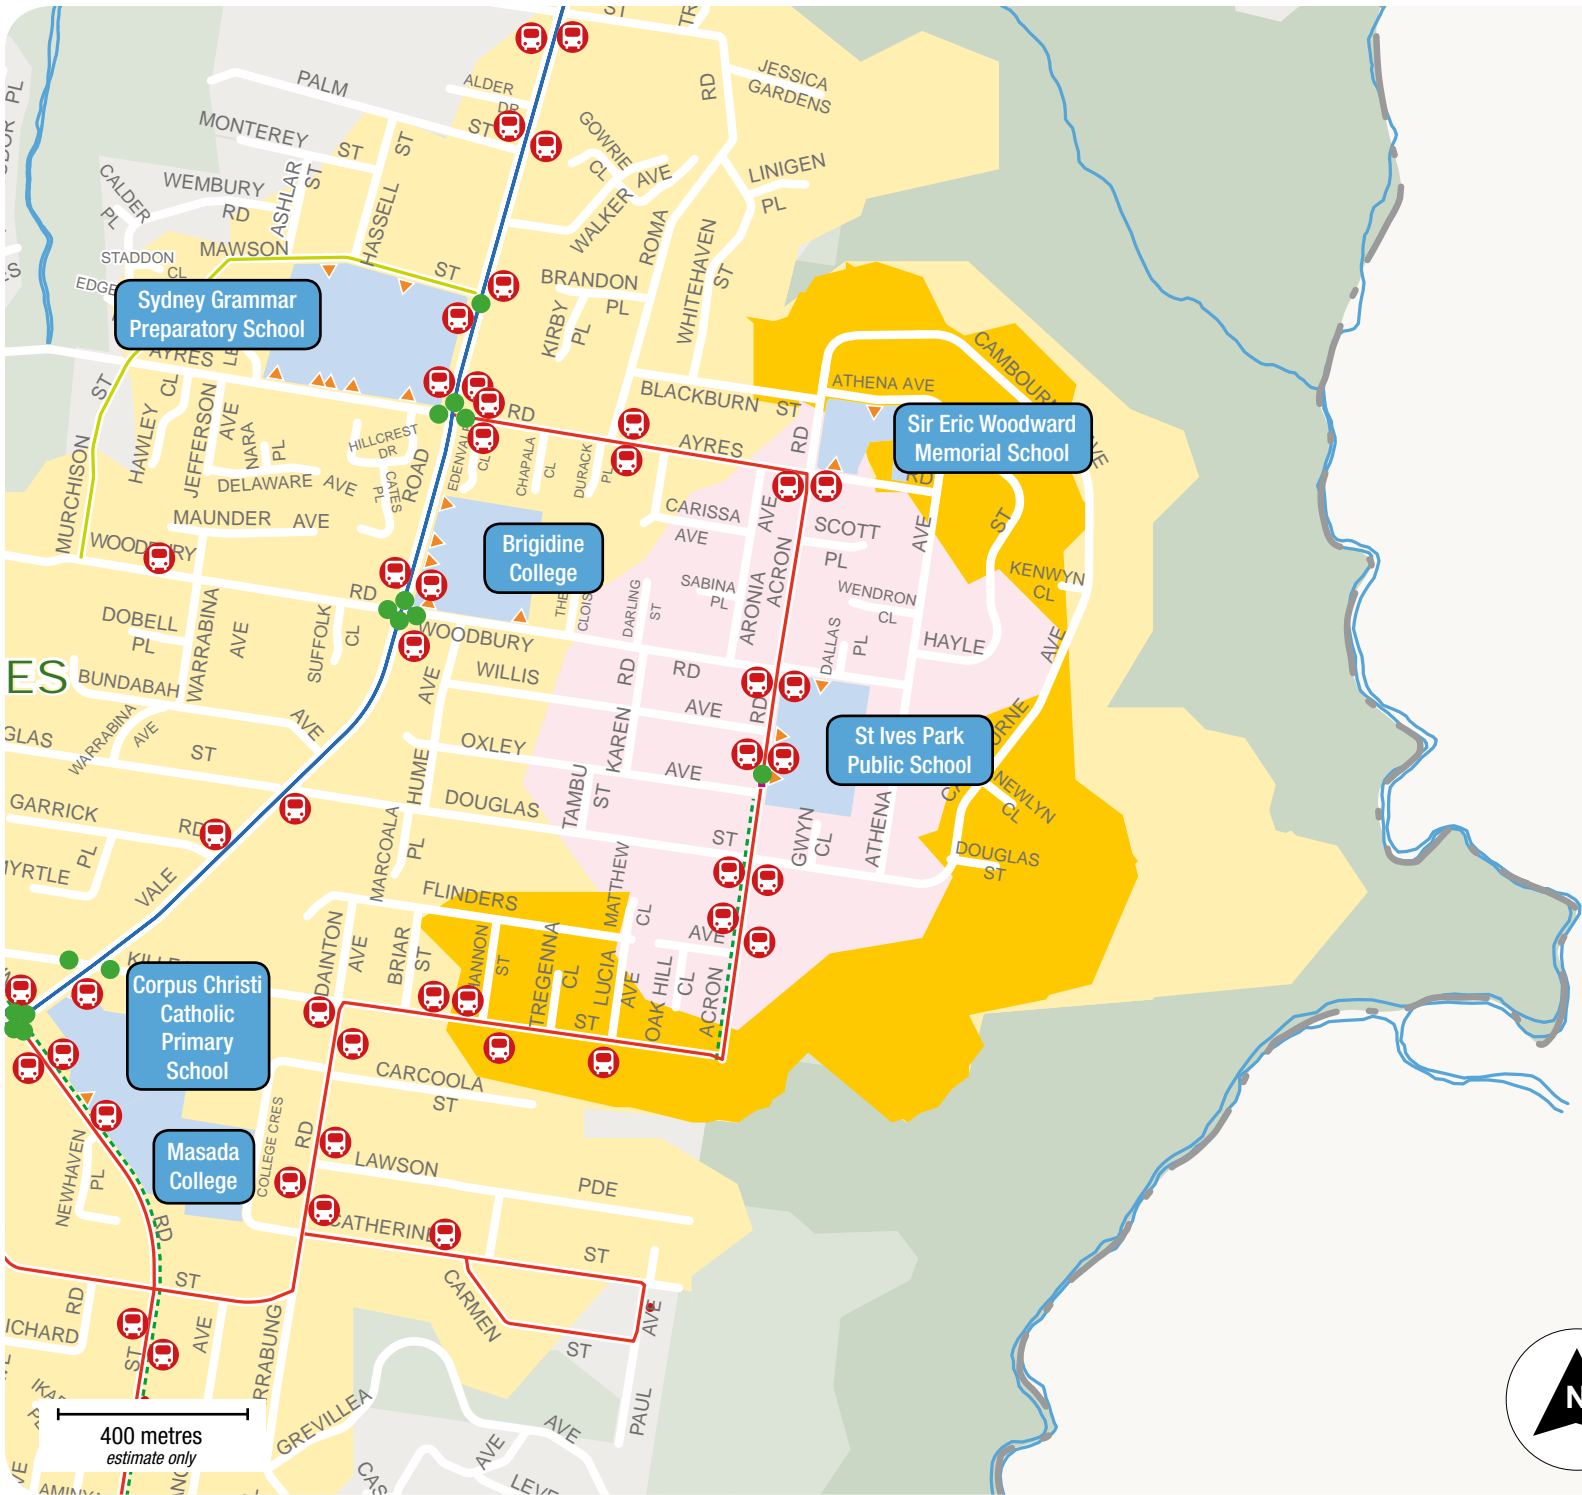 ST
PALM
ST
ALDER
DR
RD
JESSICA
GARDENS
MONTEREY
ST
ST
GOWRIE
CL
LINIGEN
PL
WEMBURY
RD
ASHLAR
ST
HASSELL
CALDER
PL
WALKER
AVE
ROMA
WHITEHAVEN
ST
STADDON
CL
MAWSON
ST
BRANDON
PL
KIRBY
PL
Sydney Grammar
Preparatory School
AYRES
RD
BLACKBURN
ST
ATHENA AVE
Sir Eric Woodward
Memorial School
RD
AYRES
RD
ST
MURCHISON
HAWLEY
CL
JEFFERSON
AVE
NARA
PL
HILLCREST
DR
CATES
PL
ROAD
CL
CHAPALA
CL
DURACK
PL
DELAWARE
AVE
MAUNDER
AVE
CARISSA
AVE
AVE
ARONIA
ACRON
SCOTT
PL
AVE
ST
Brigidine
College
SABINA
PL
WENDRON
CL
KENWYN
CL
RD
DOBELL
PL
WARRABINA
AVE
SUFFOLK
CL
WOODBURY
RD
THE
DARLING
ST
DALLAS
PL
HAYLE
AVE
ES
BUNDABAH
AVE
WARRABINA
AVE
ST
WILLIS
AVE
AVE
KAREN
RD
RD
OXLEY
AVE
St Ives Park
Public School
NEWLYN
CL
HUME
TAMBU
ST
GARRICK
RD
PL
VALE
MARCOALA
PL
DOUGLAS
ST
GWYN
CL
ATHENA
DOUGLAS
ST
FLINDERS
AVE
MATTHEW
CL
DAINTON
AVE
BRIAR
ST
ST
TREGENNA
CL
LUCIA
AVE
OAK HILL
CL
ACRON
ST
Corpus Christi
Catholic
Primary
School
CARCOOLA
ST
COLLEGE CRES
RD
Masada
College
NEWHAVEN
PL
RD
LAWSON
PDE
ST
CARMEN
ST
AVE
PAUL
ST
RD
ST
AVE
GREVILLEA
AVE
AVE
400 metres
estimate only
N